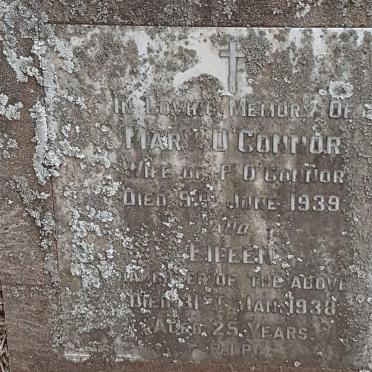 IN LOVING MEMORY OF
MARY O'CONNOR
WIFE OF P. O'CONNOR
DIED 9TH JUNE 1939.
AND
EILEEN
DAUGHTER OF THE ABOVE
DIED 31ST JAN. 1938
AGED 25 YEARS.
R.I.P.